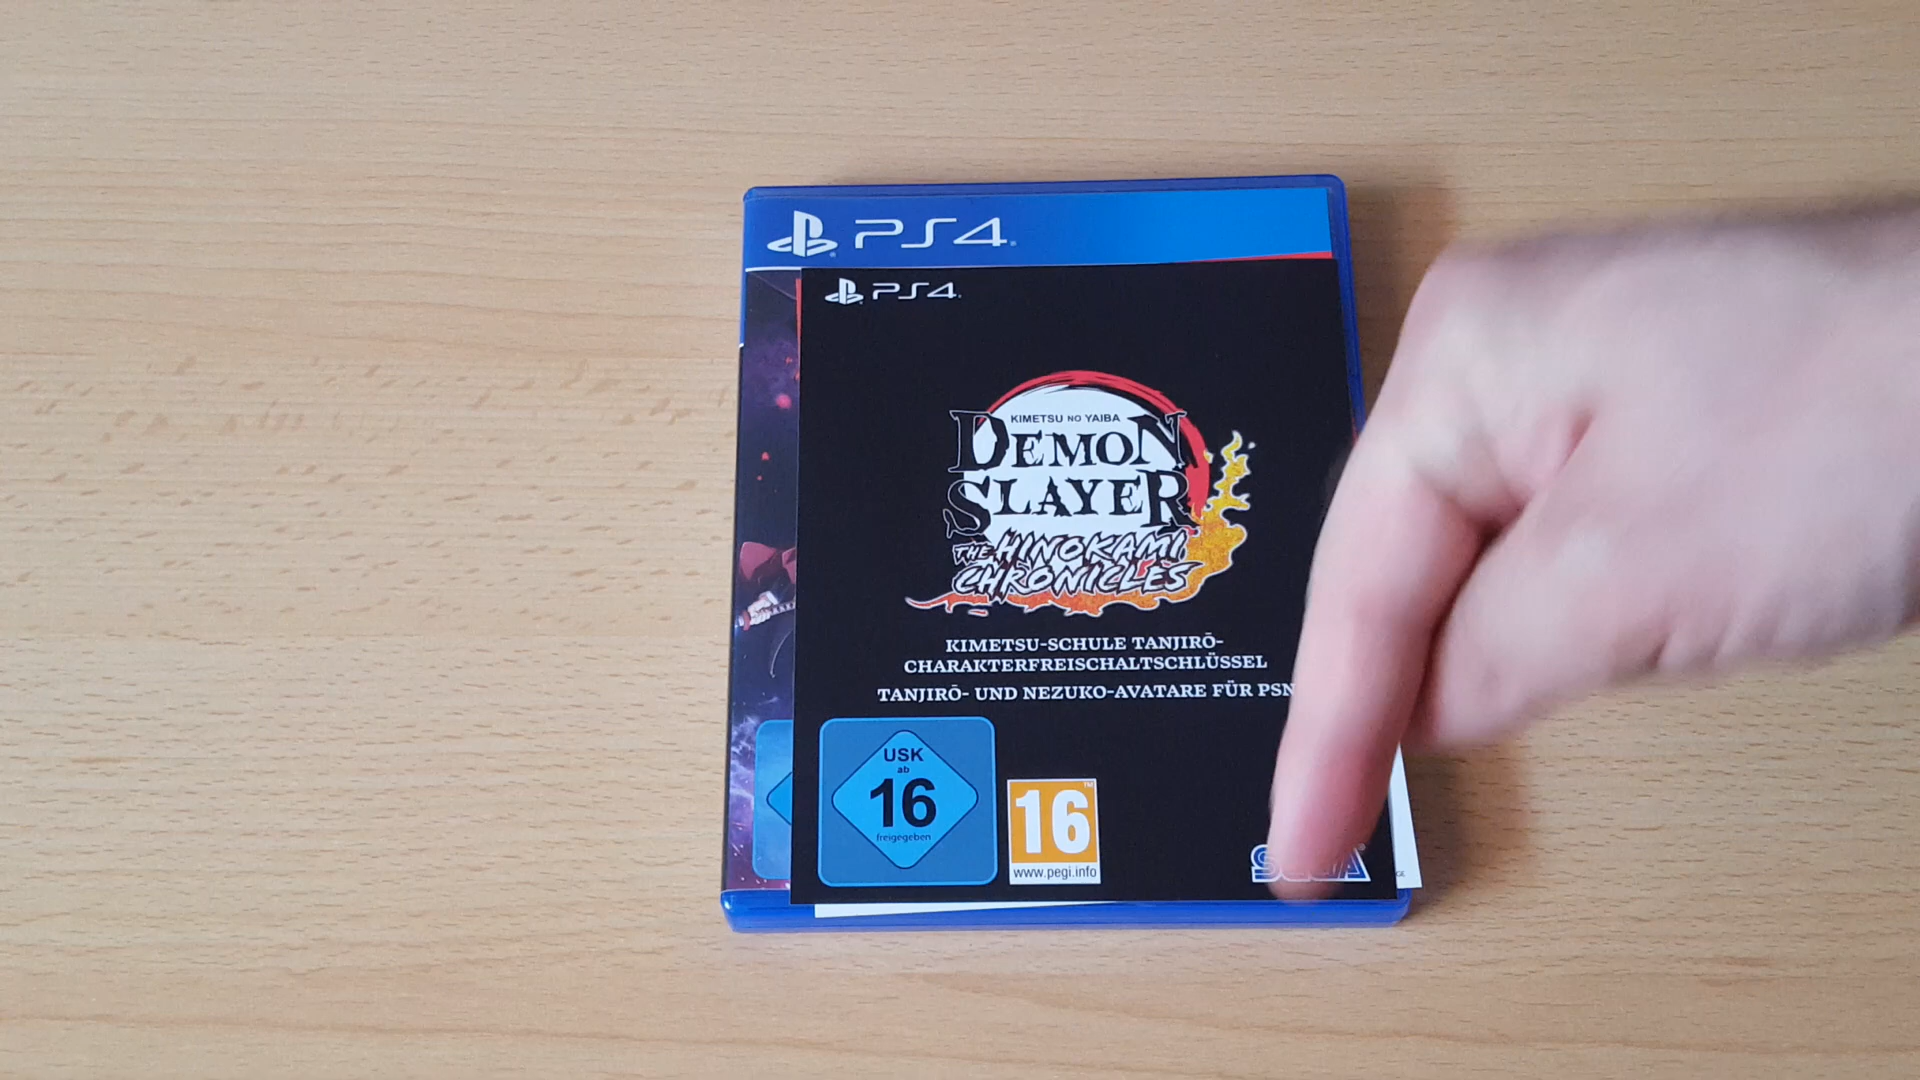 PS4
PS4
KIMETSU NO YAIBA
DEMON
SLAYER
THE HINOKAMI
CHRONICLES
KIMETSU-SCHULE TANJIRŌ-
CHARAKTERFREISCHALTSCHLÜSSEL
TANJIRŌ- UND NEZUKO-AVATARE FÜR PSN
USK
ab
16
freigegeben
16
www.pegi.info
SEGA